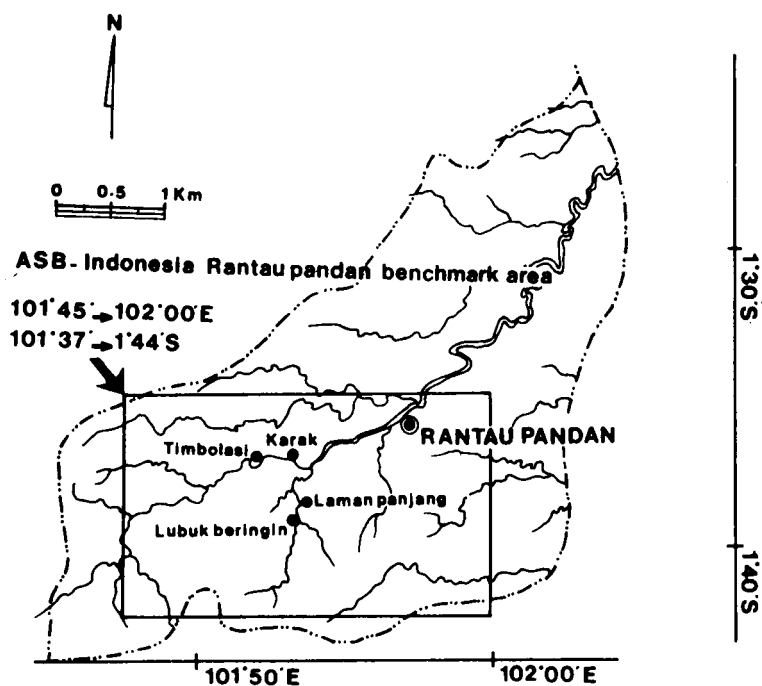 N
0 0.5 1 Km
ASB-Indonesia Rantau pandan benchmark area
101°45'→102°00'E
101°37'→1°44'S
1°30'S
RANTAU PANDAN
Karak
Timbolasi
Laman panjang
Lubuk beringin
1°40'S
101°50'E
102°00'E